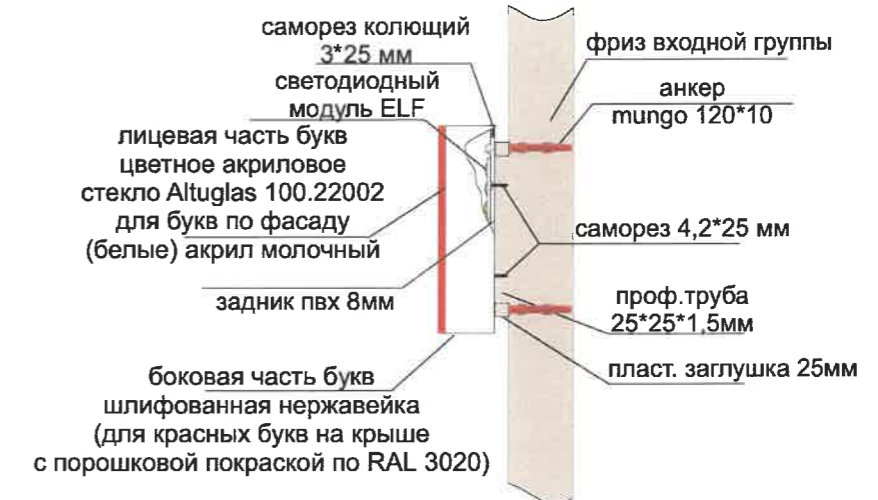 саморез колющий
3*25 мм
светодиодный
модуль ELF
лицевая часть букв
цветное акриловое
стекло Altuglas 100.22002
для букв по фасаду
(белые) акрил молочный
задник пвх 8мм
боковая часть букв
шлифованная нержавейка
(для красных букв на крыше
с порошковой покраской по RAL 3020)
фриз входной группы
анкер
mungo 120*10
саморез 4,2*25 мм
проф.труба
25*25*1,5мм
пласт. заглушка 25мм